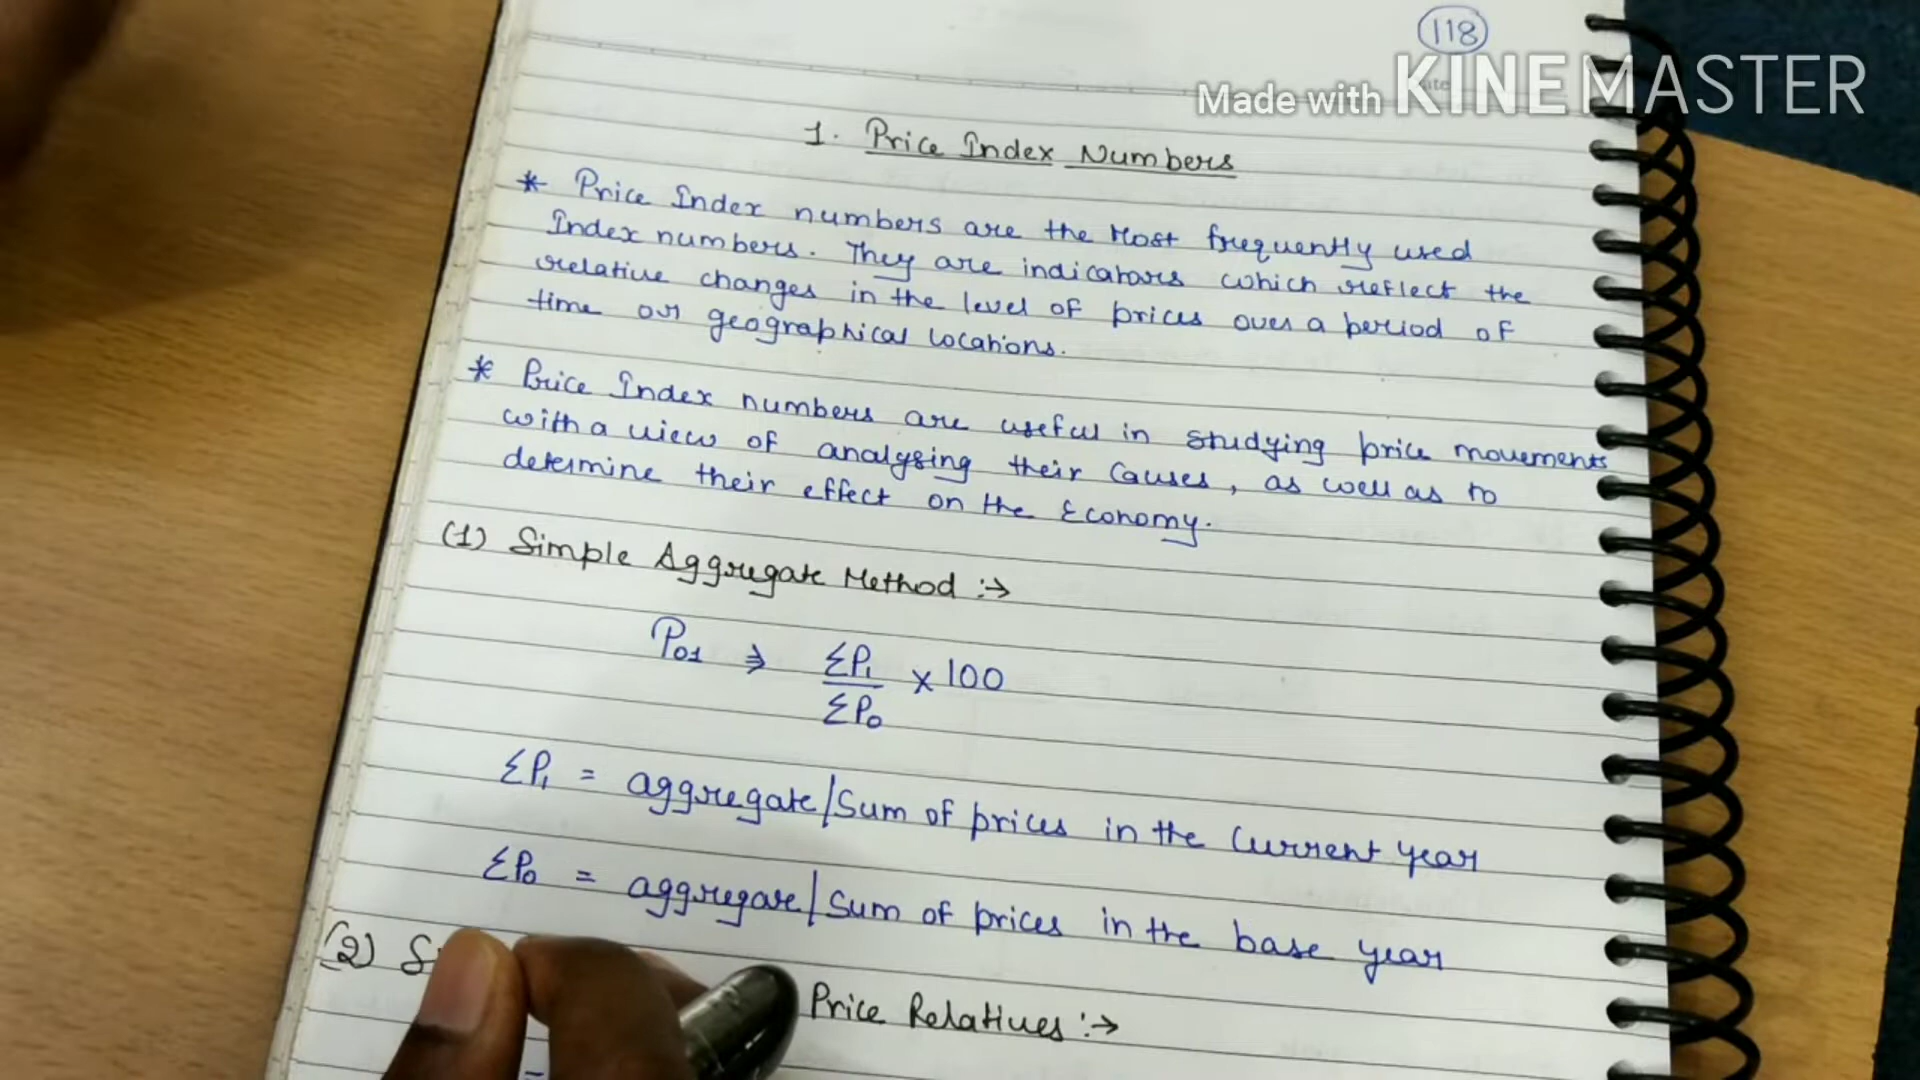 118
Made with KINEMASTER
1. Price Index Numbers
* Price Index numbers are the Most frequently used
Index numbers. They are indicators which reflect the
relative changes in the level of prices over a period of
time or geographical locations.
* Price Index numbers are useful in studying price movements
with a view of analysing their causes, as well as to
determine their effect on the Economy.
(1) Simple Aggregate Method :→
P01 ⇒ ΣP1 / ΣP0 × 100
ΣP1 = aggregate/Sum of prices in the Current year
ΣP0 = aggregate/Sum of prices in the base year
(2) Price Relatives :→